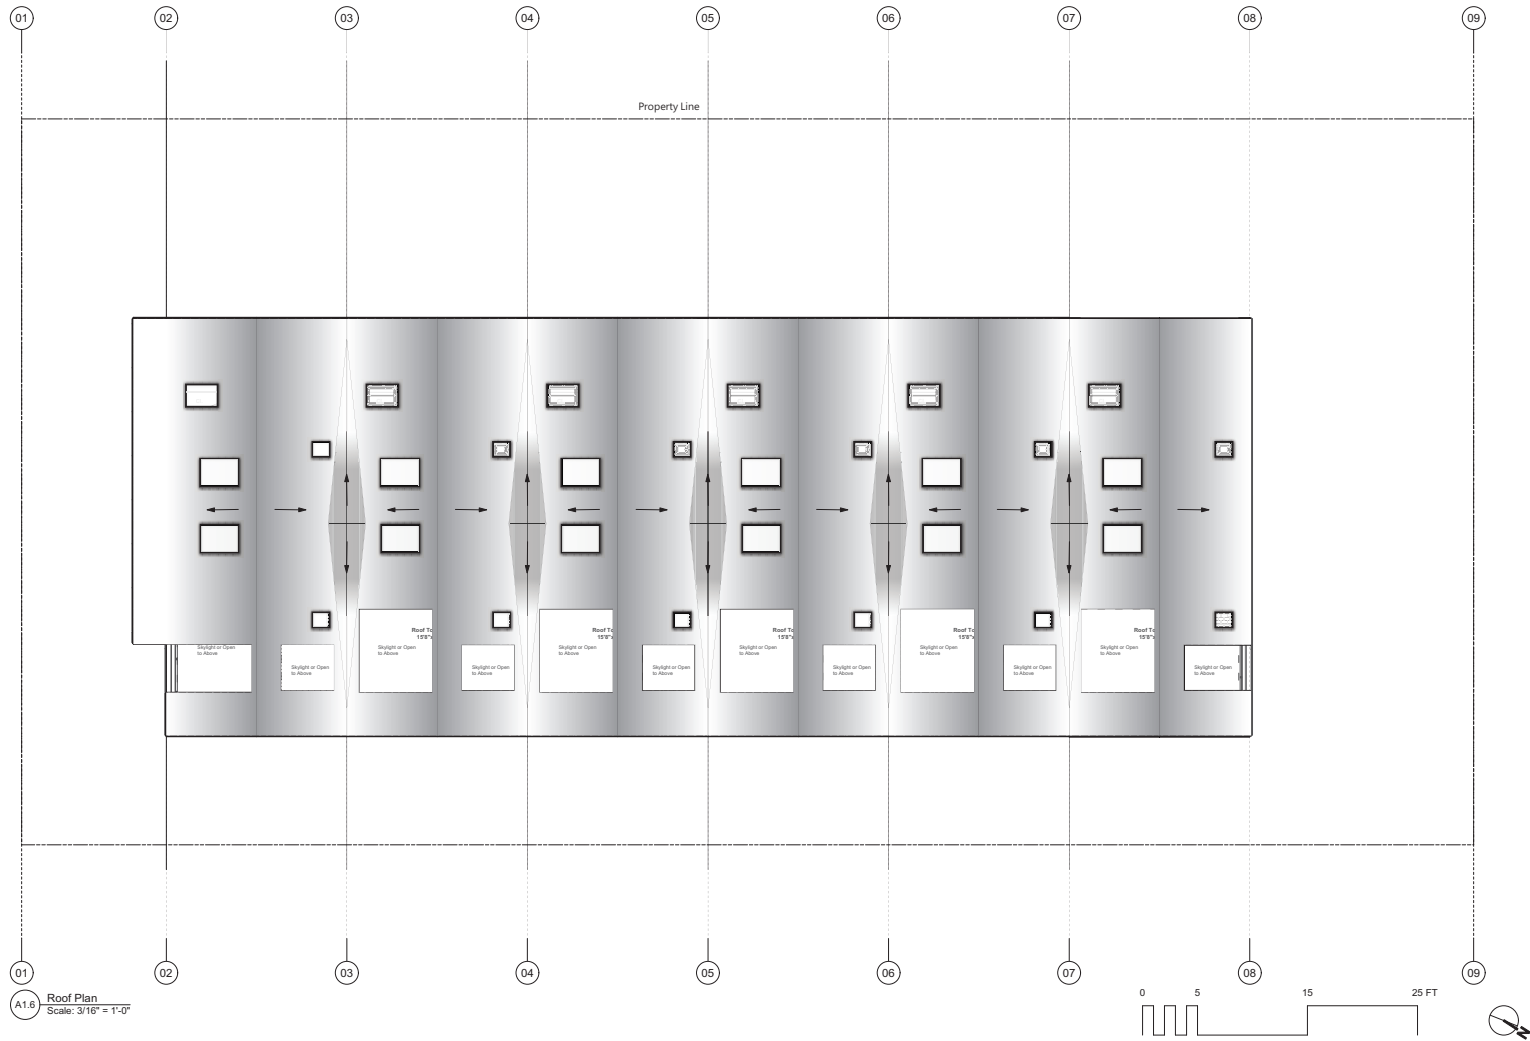 01 02 03 04 05 06 07 08 09
Property Line
Roof To Roof To Roof To Roof To Roof To
15'8"x 15'8"x 15'8"x 15'8"x 15'8"x
Skylight or Open Skylight or Open Skylight or Open Skylight or Open Skylight or Open Skylight or Open
to Above to Above to Above to Above to Above to Above
Skylight or Open Skylight or Open Skylight or Open Skylight or Open Skylight or Open Skylight or Open
to Above to Above to Above to Above to Above to Above
01 02 03 04 05 06 07 08 09
A1.6
Roof Plan
Scale: 3/16" = 1'-0"
0 5 15 25 FT
N